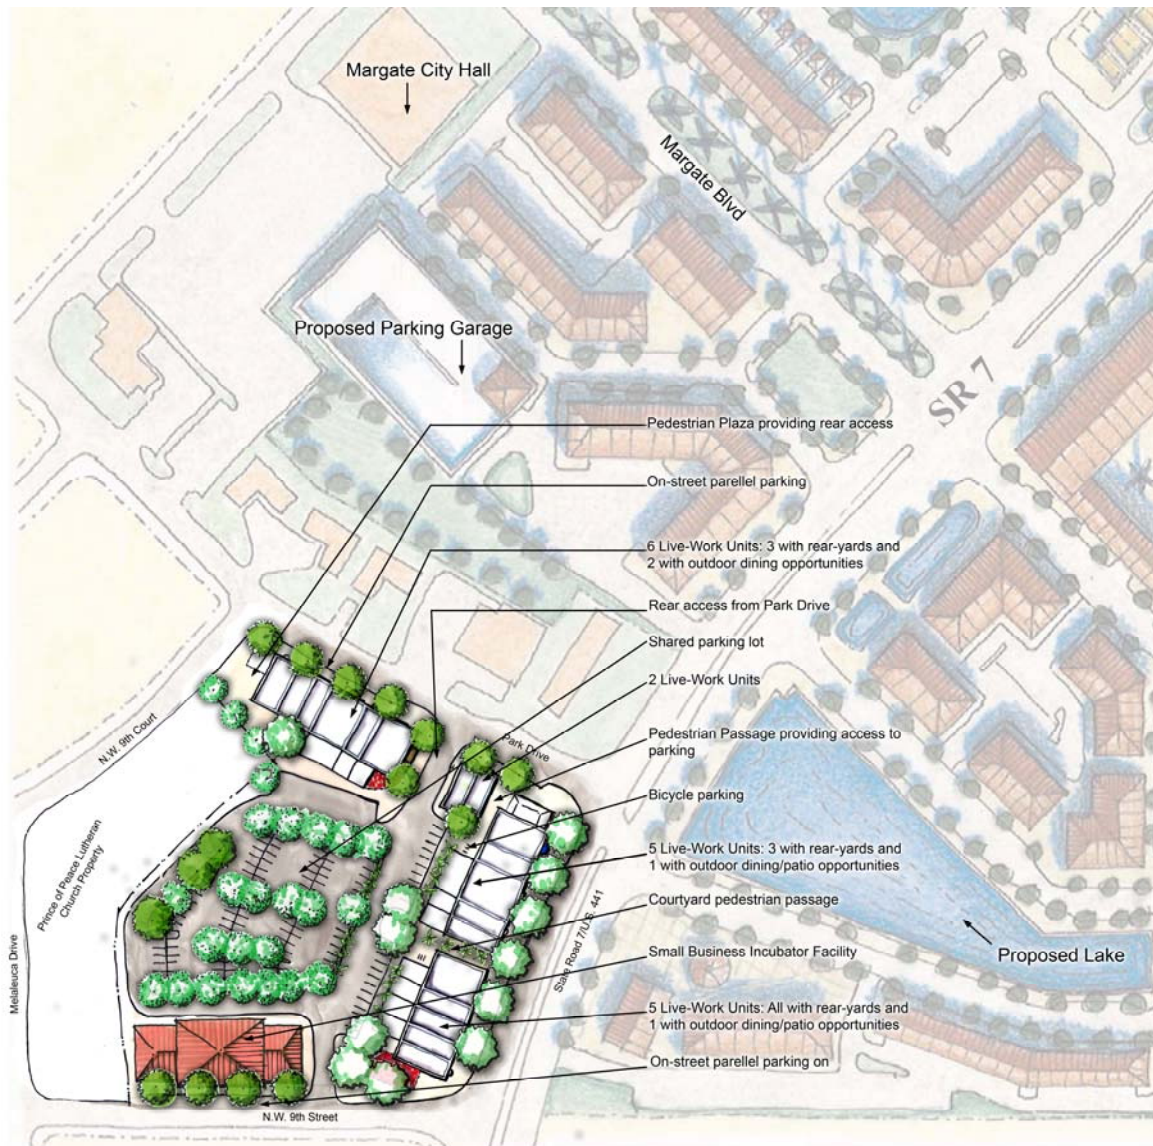 Margate City Hall
Margate Blvd
Proposed Parking Garage
SR 7
Pedestrian Plaza providing rear access
On-street parellel parking
6 Live-Work Units: 3 with rear-yards and
2 with outdoor dining opportunities
Rear access from Park Drive
Shared parking lot
2 Live-Work Units
Pedestrian Passage providing access to
parking
Bicycle parking
5 Live-Work Units: 3 with rear-yards and
1 with outdoor dining/patio opportunities
Courtyard pedestrian passage
Small Business Incubator Facility
5 Live-Work Units: All with rear-yards and
1 with outdoor dining/patio opportunities
On-street parellel parking on
Proposed Lake
N.W. 9th Court
Park Drive
Prince of Peace Lutheran
Church Property
Melaleuca Drive
State Road 7/U.S. 441
N.W. 9th Street